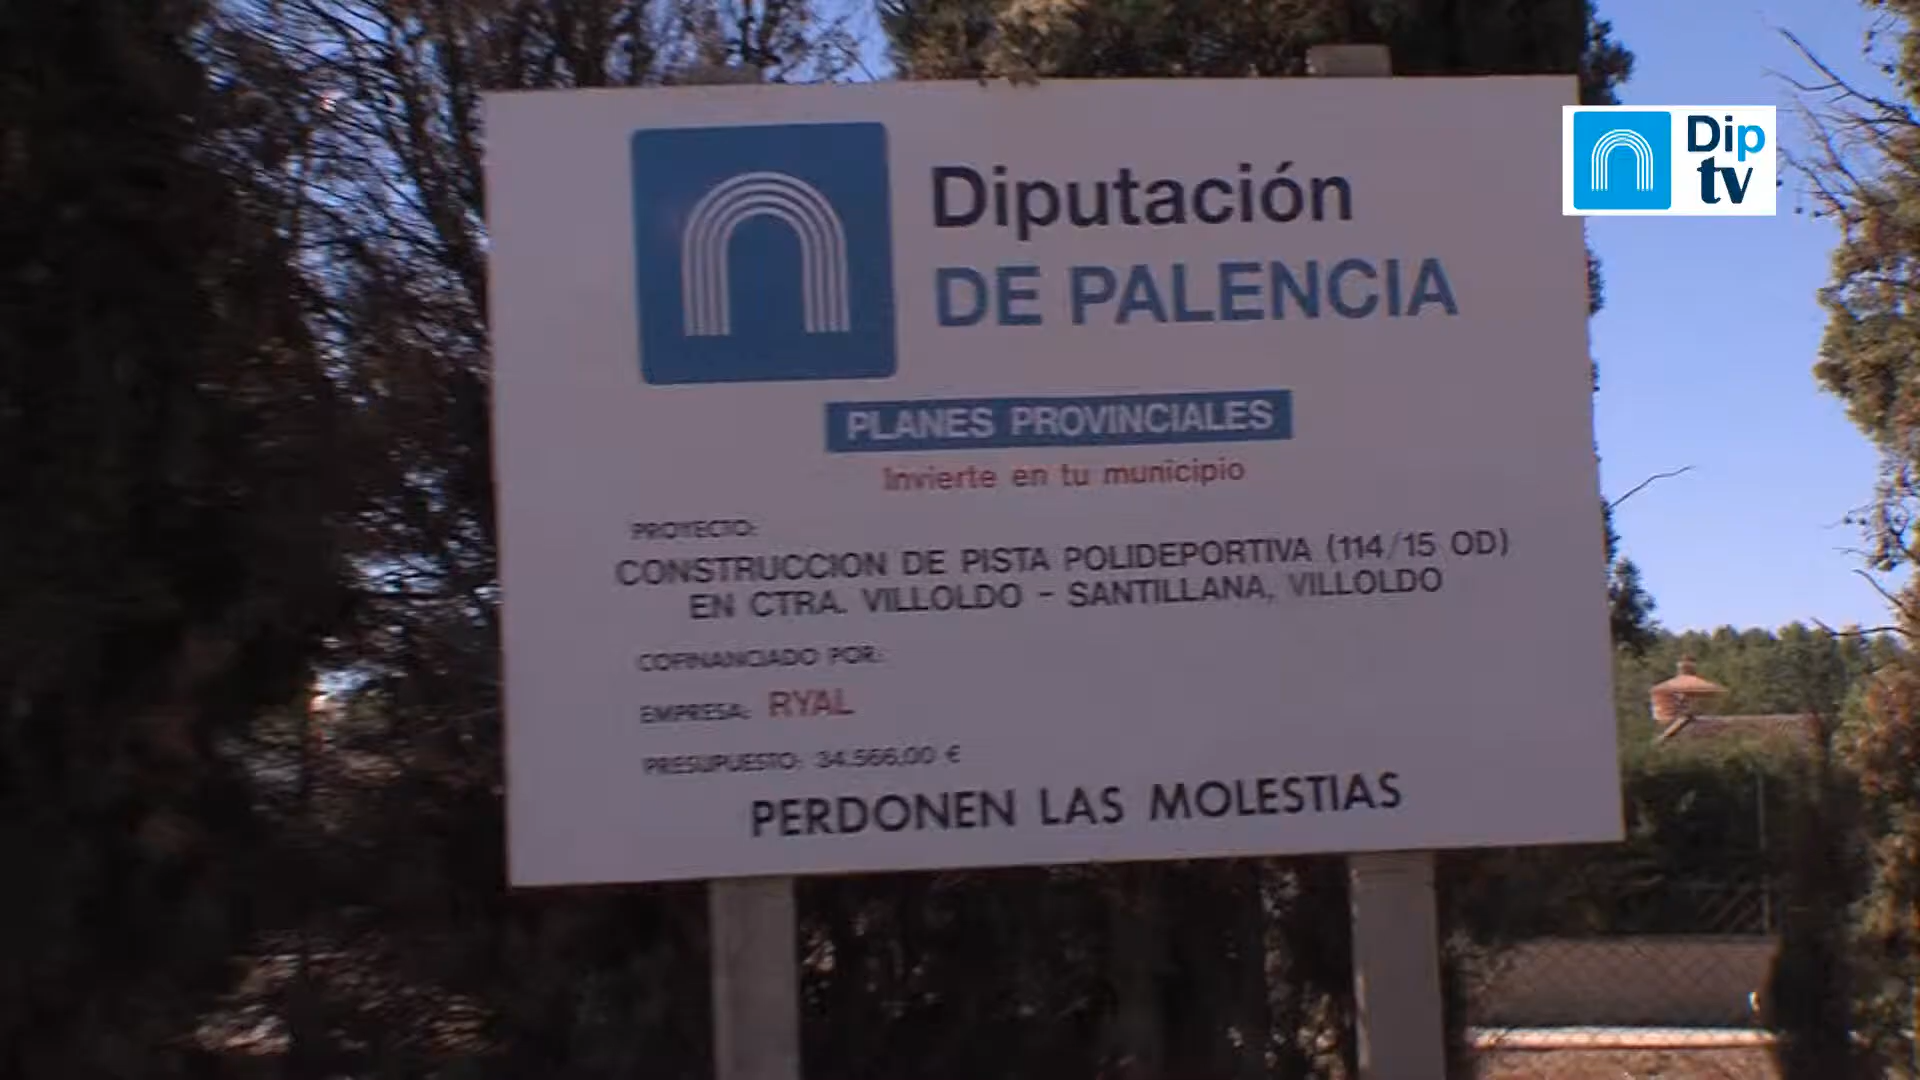 Dip
tv
Diputación
DE PALENCIA
PLANES PROVINCIALES
Invierte en tu municipio
PROYECTO:
CONSTRUCCION DE PISTA POLIDEPORTIVA (114/15 OD)
EN CTRA. VILLOLDO - SANTILLANA, VILLOLDO
COFINANCIADO POR:
EMPRESA: RYAL
PRESUPUESTO: 34.566,00 €
PERDONEN LAS MOLESTIAS